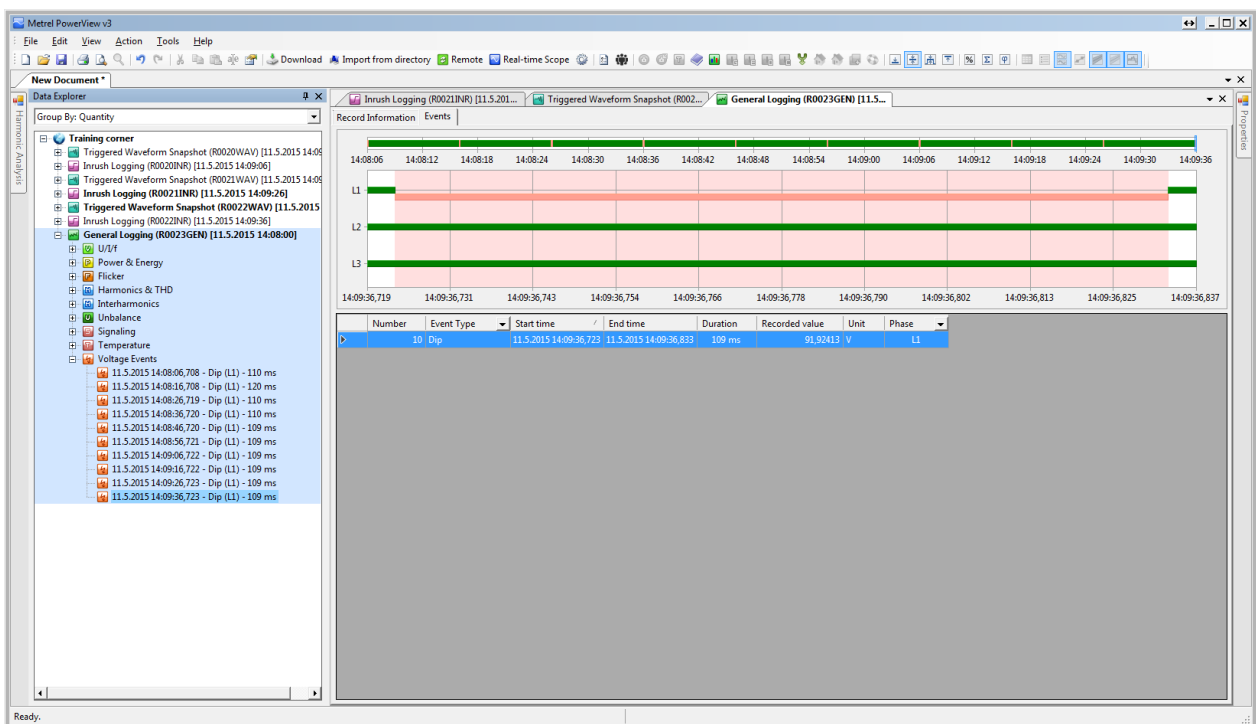 Metrel PowerView v3
File Edit View Action Tools Help
Download Import from directory Remote Real-time Scope
New Document *
Harmonic Analysis
Data Explorer
Group By: Quantity
Training corner
Triggered Waveform Snapshot (R0020WAV) [11.5.2015 14:09
Inrush Logging (R0020INR) [11.5.2015 14:09:06]
Triggered Waveform Snapshot (R0021WAV) [11.5.2015 14:09
Inrush Logging (R0021INR) [11.5.2015 14:09:26]
Triggered Waveform Snapshot (R0022WAV) [11.5.2015
Inrush Logging (R0022INR) [11.5.2015 14:09:36]
General Logging (R0023GEN) [11.5.2015 14:08:00]
U/I/f
Power & Energy
Flicker
Harmonics & THD
Interharmonics
Unbalance
Signaling
Temperature
Voltage Events
11.5.2015 14:08:06,708 - Dip (L1) - 110 ms
11.5.2015 14:08:16,708 - Dip (L1) - 120 ms
11.5.2015 14:08:26,719 - Dip (L1) - 110 ms
11.5.2015 14:08:36,720 - Dip (L1) - 110 ms
11.5.2015 14:08:46,720 - Dip (L1) - 109 ms
11.5.2015 14:08:56,721 - Dip (L1) - 109 ms
11.5.2015 14:09:06,722 - Dip (L1) - 109 ms
11.5.2015 14:09:16,722 - Dip (L1) - 109 ms
11.5.2015 14:09:26,723 - Dip (L1) - 109 ms
11.5.2015 14:09:36,723 - Dip (L1) - 109 ms
Inrush Logging (R0021INR) [11.5.201... Triggered Waveform Snapshot (R002... General Logging (R0023GEN) [11.5...
Record Information Events
14:08:06 14:08:12 14:08:18 14:08:24 14:08:30 14:08:36 14:08:42 14:08:48 14:08:54 14:09:00 14:09:06 14:09:12 14:09:18 14:09:24 14:09:30 14:09:36
L1
L2
L3
14:09:36,719 14:09:36,731 14:09:36,743 14:09:36,754 14:09:36,766 14:09:36,778 14:09:36,790 14:09:36,802 14:09:36,813 14:09:36,825 14:09:36,837
Number Event Type Start time End time Duration Recorded value Unit Phase
10 Dip 11.5.2015 14:09:36,723 11.5.2015 14:09:36,833 109 ms 91,92413 V L1
Properties
Ready.